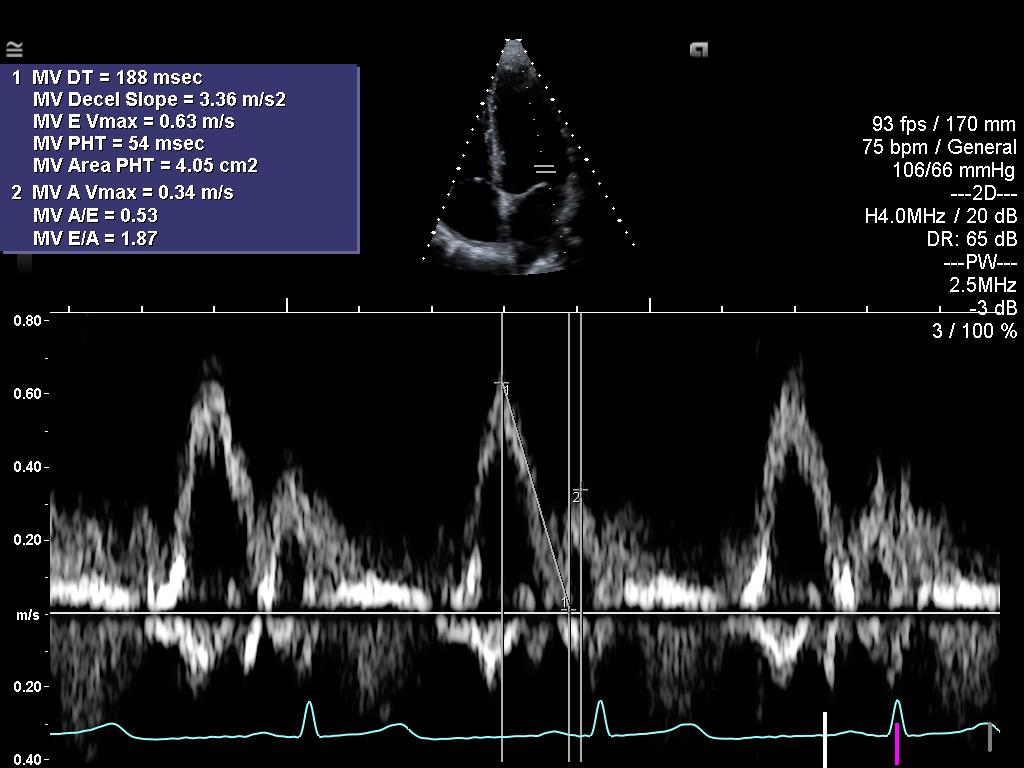 1 MV DT = 188 msec
MV Decel Slope = 3.36 m/s2
MV E Vmax = 0.63 m/s
MV PHT = 54 msec
MV Area PHT = 4.05 cm2
2 MV A Vmax = 0.34 m/s
MV A/E = 0.53
MV E/A = 1.87
93 fps / 170 mm
75 bpm / General
106/66 mmHg
---2D---
H4.0MHz / 20 dB
DR: 65 dB
---PW---
2.5MHz
-3 dB
3 / 100 %
0.80
0.60
1
0.40
2
0.20
1
m/s
0.20
0.40